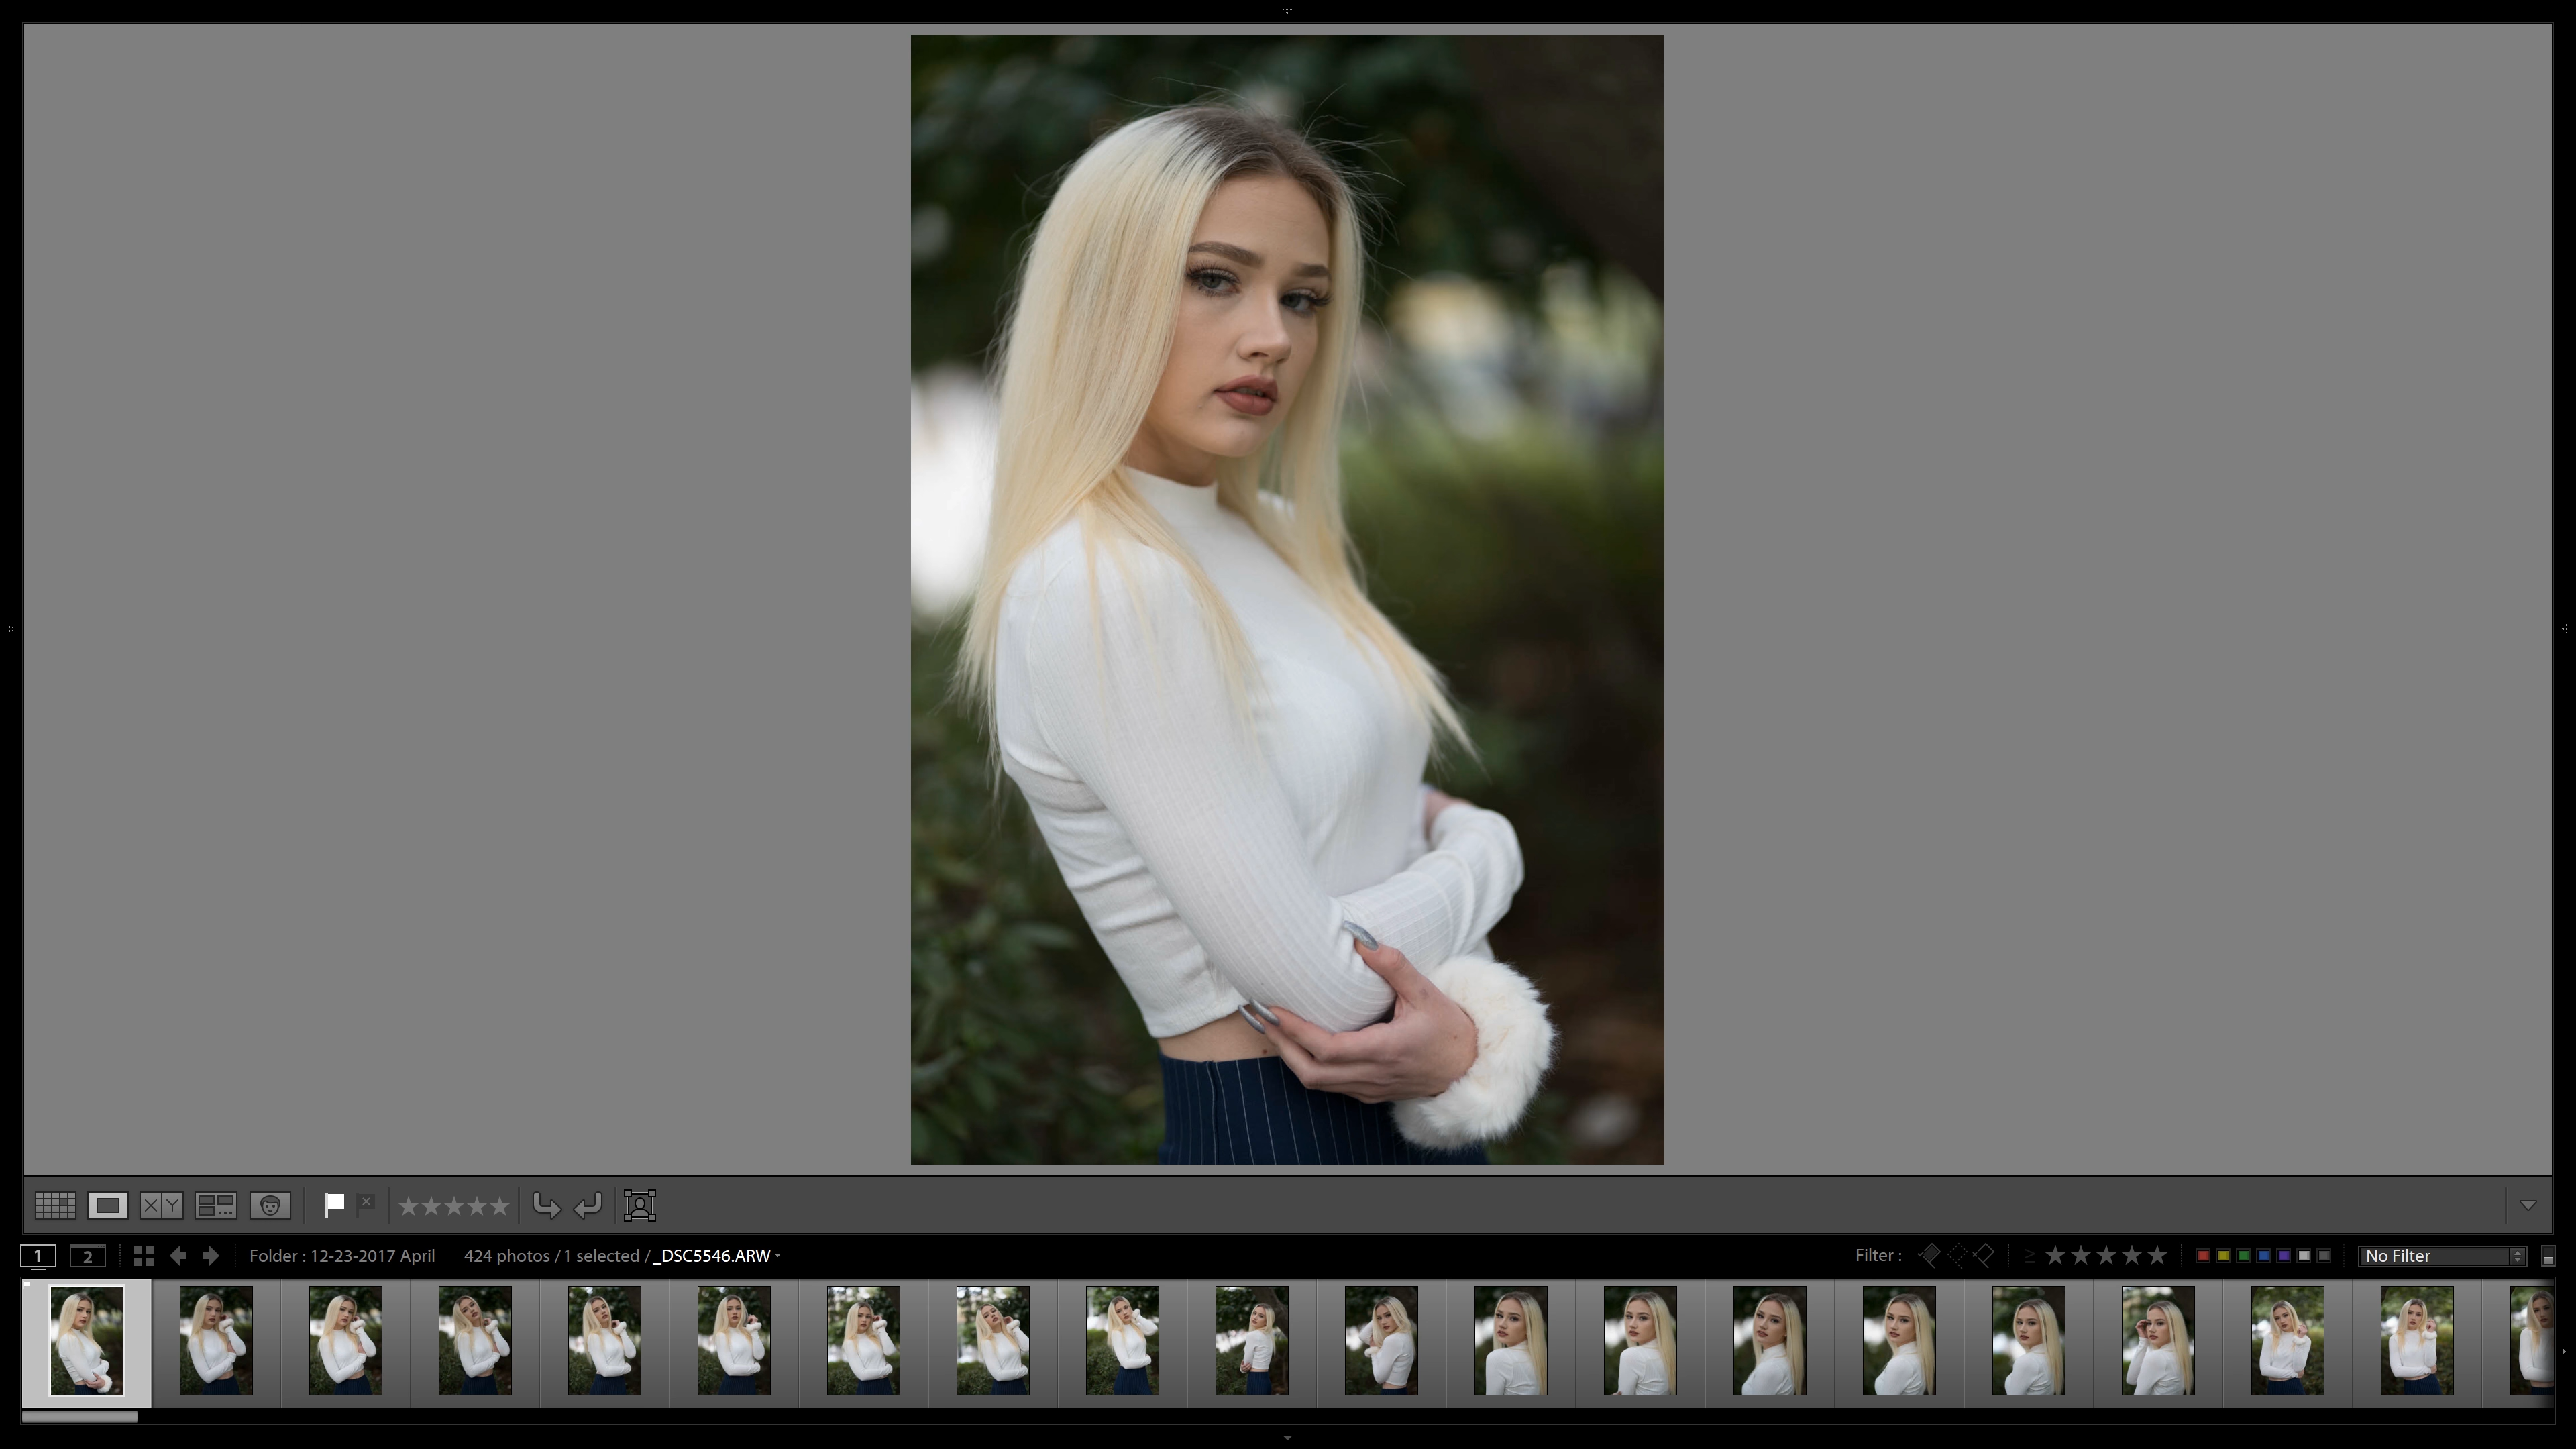 X Y
1 2 Folder : 12-23-2017 April 424 photos / 1 selected / _DSC5546.ARW Filter : ≥ No Filter